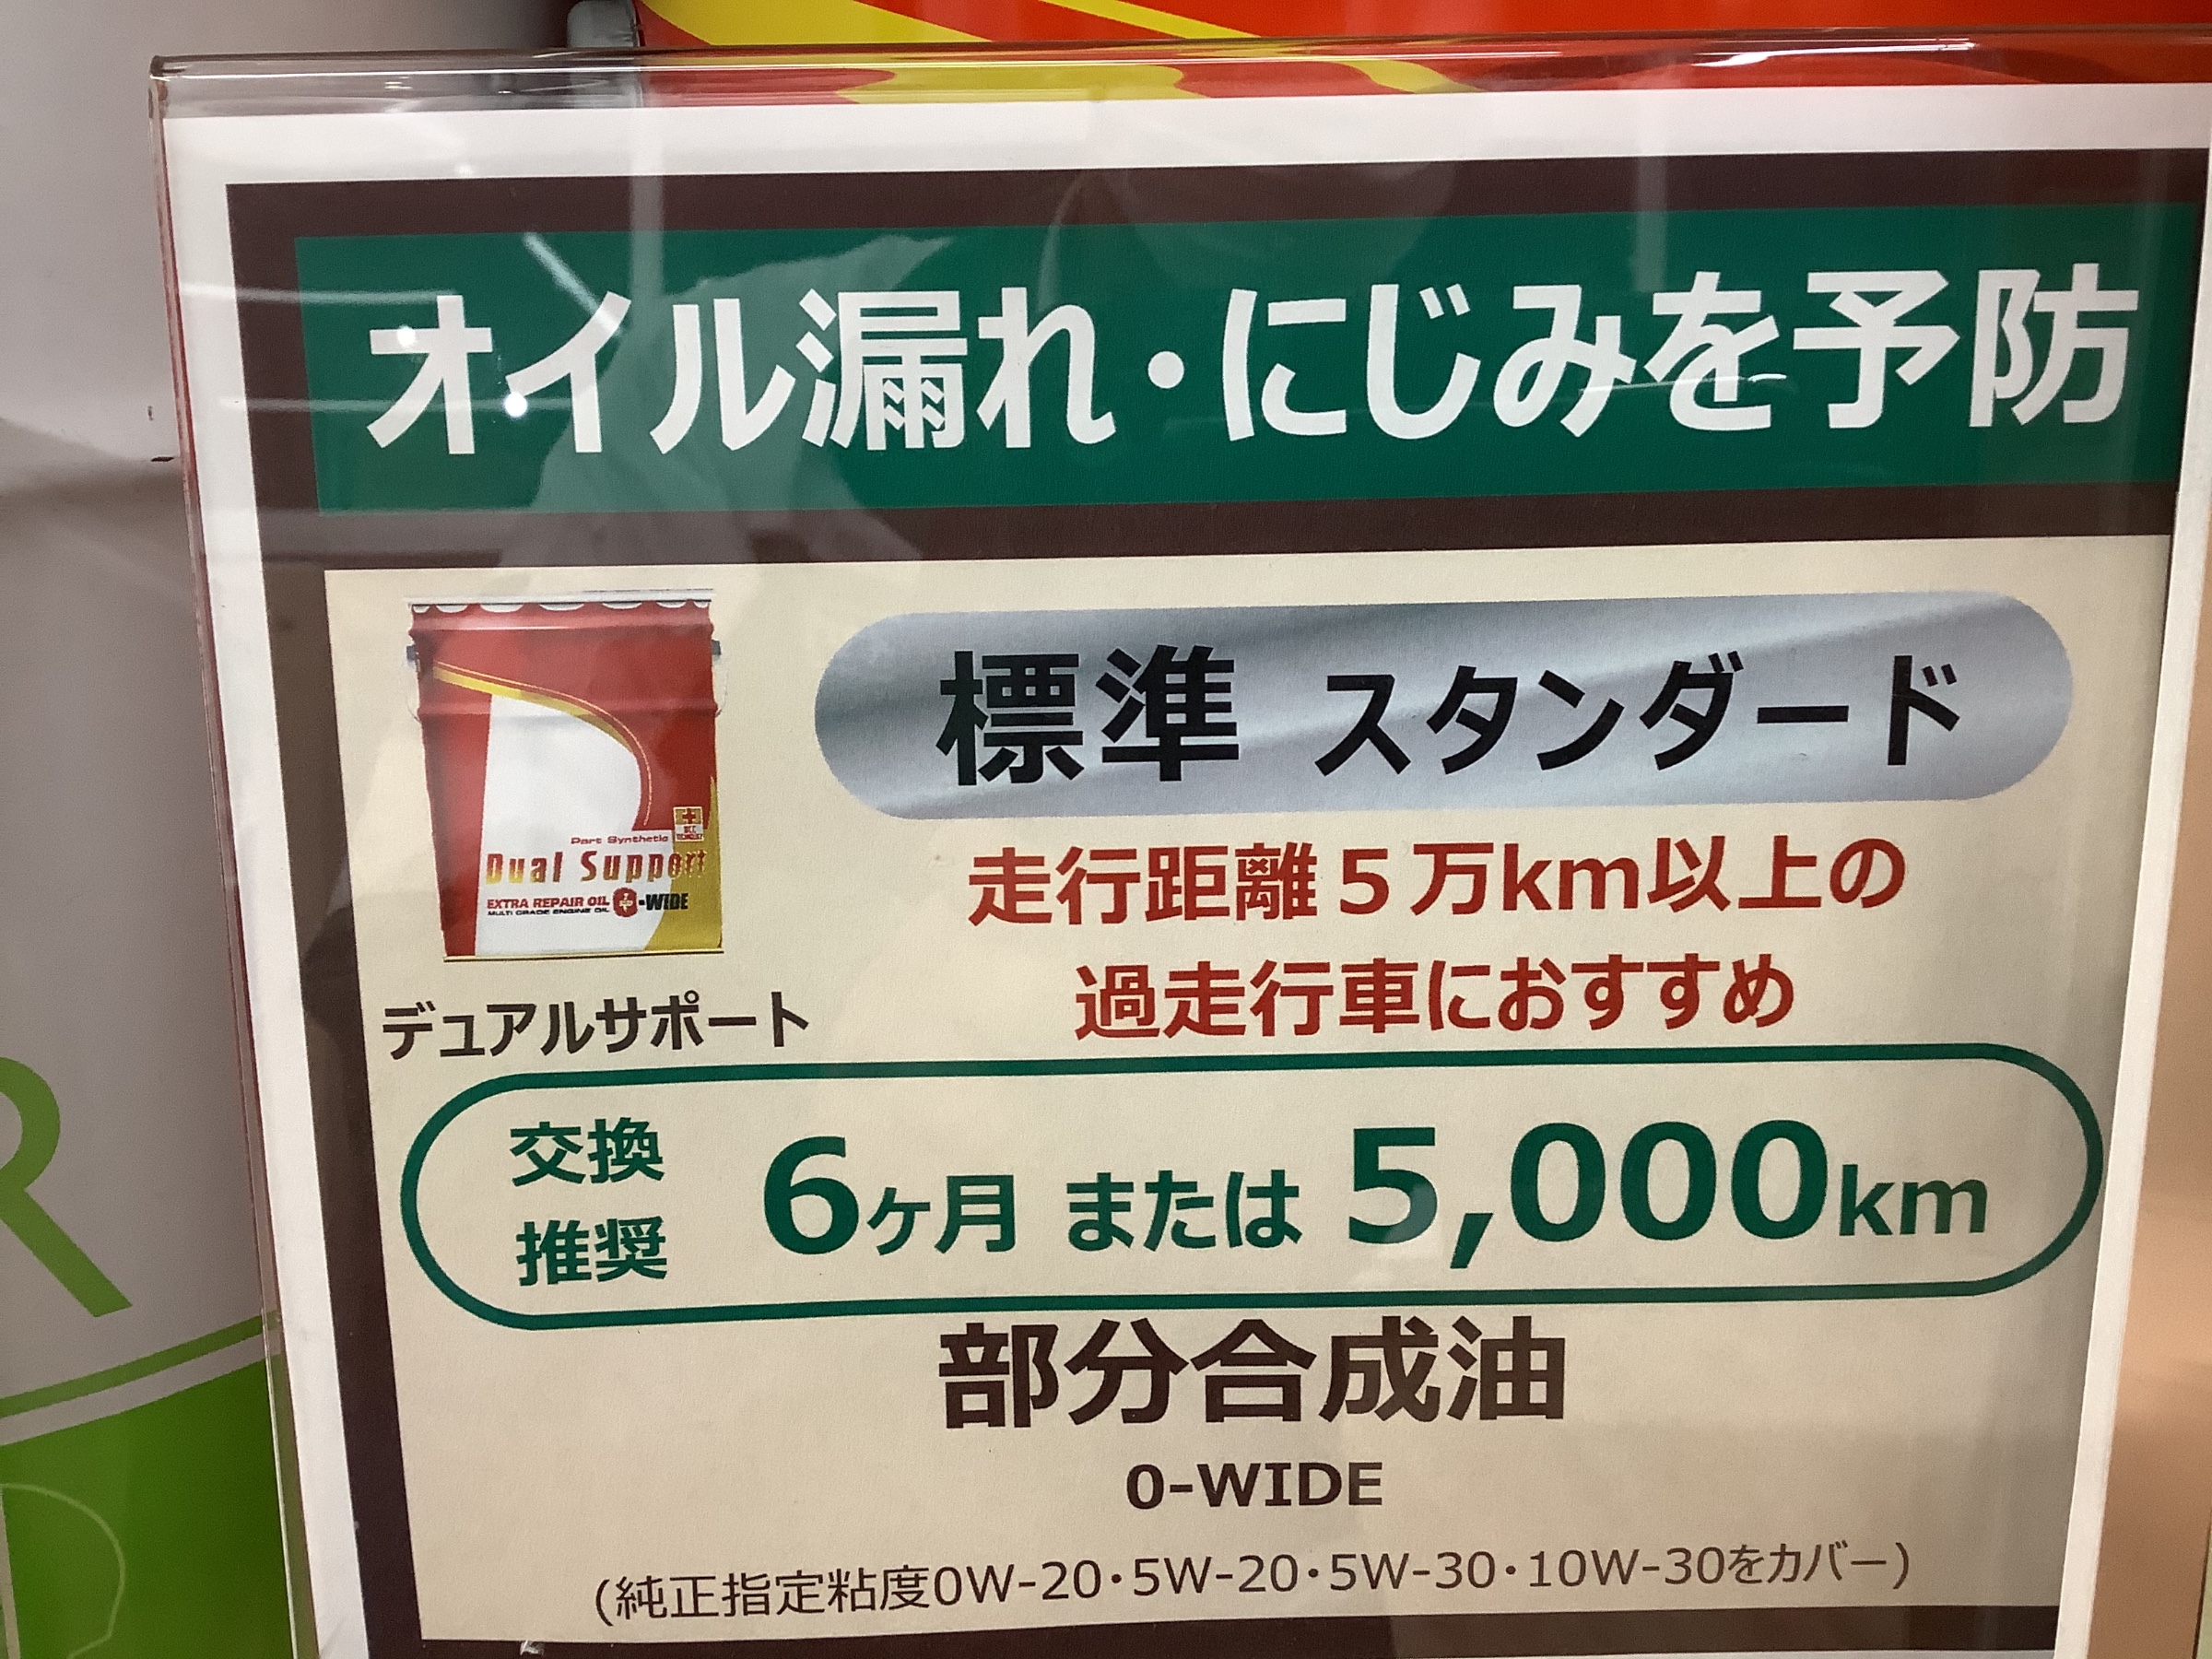 オイル漏れ・にじみを予防
標準 スタンダード
Part Synthetic
Dual Support
EXTRA REPAIR OIL 0-WIDE
MULTI GRADE ENGINE OIL
デュアルサポート
走行距離5万km以上の
過走行車におすすめ
交換
推奨
6ヶ月 または 5,000km
部分合成油
0-WIDE
(純正指定粘度0W-20・5W-20・5W-30・10W-30をカバー)
R